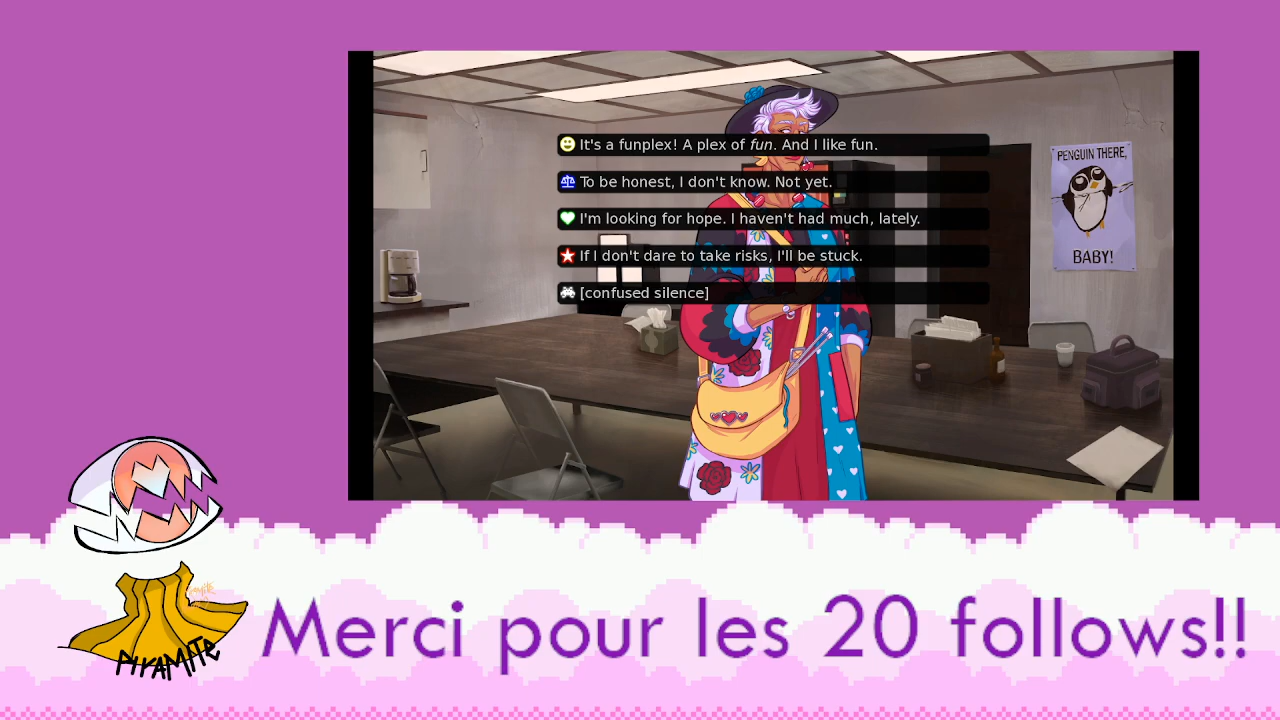 It's a funplex! A plex of fun. And I like fun.
To be honest, I don't know. Not yet.
I'm looking for hope. I haven't had much, lately.
If I don't dare to take risks, I'll be stuck.
[confused silence]
PENGUIN THERE,
BABY!
PYRAMITE
Merci pour les 20 follows!!